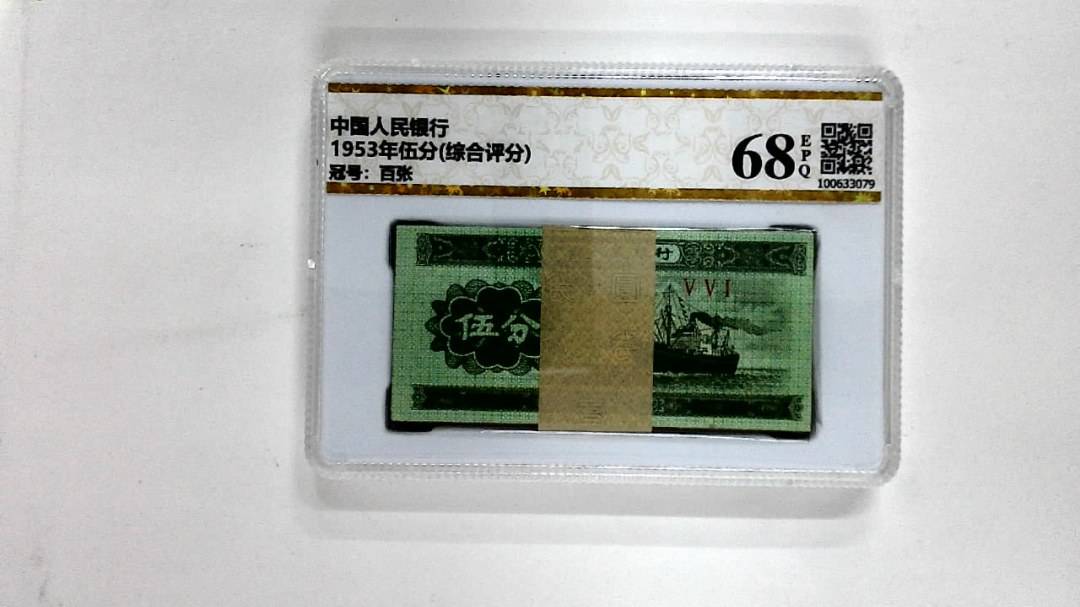 中国人民银行
1953年伍分(综合评分)
冠号：百张
68
EPQ
100633079
行
VVI
伍分